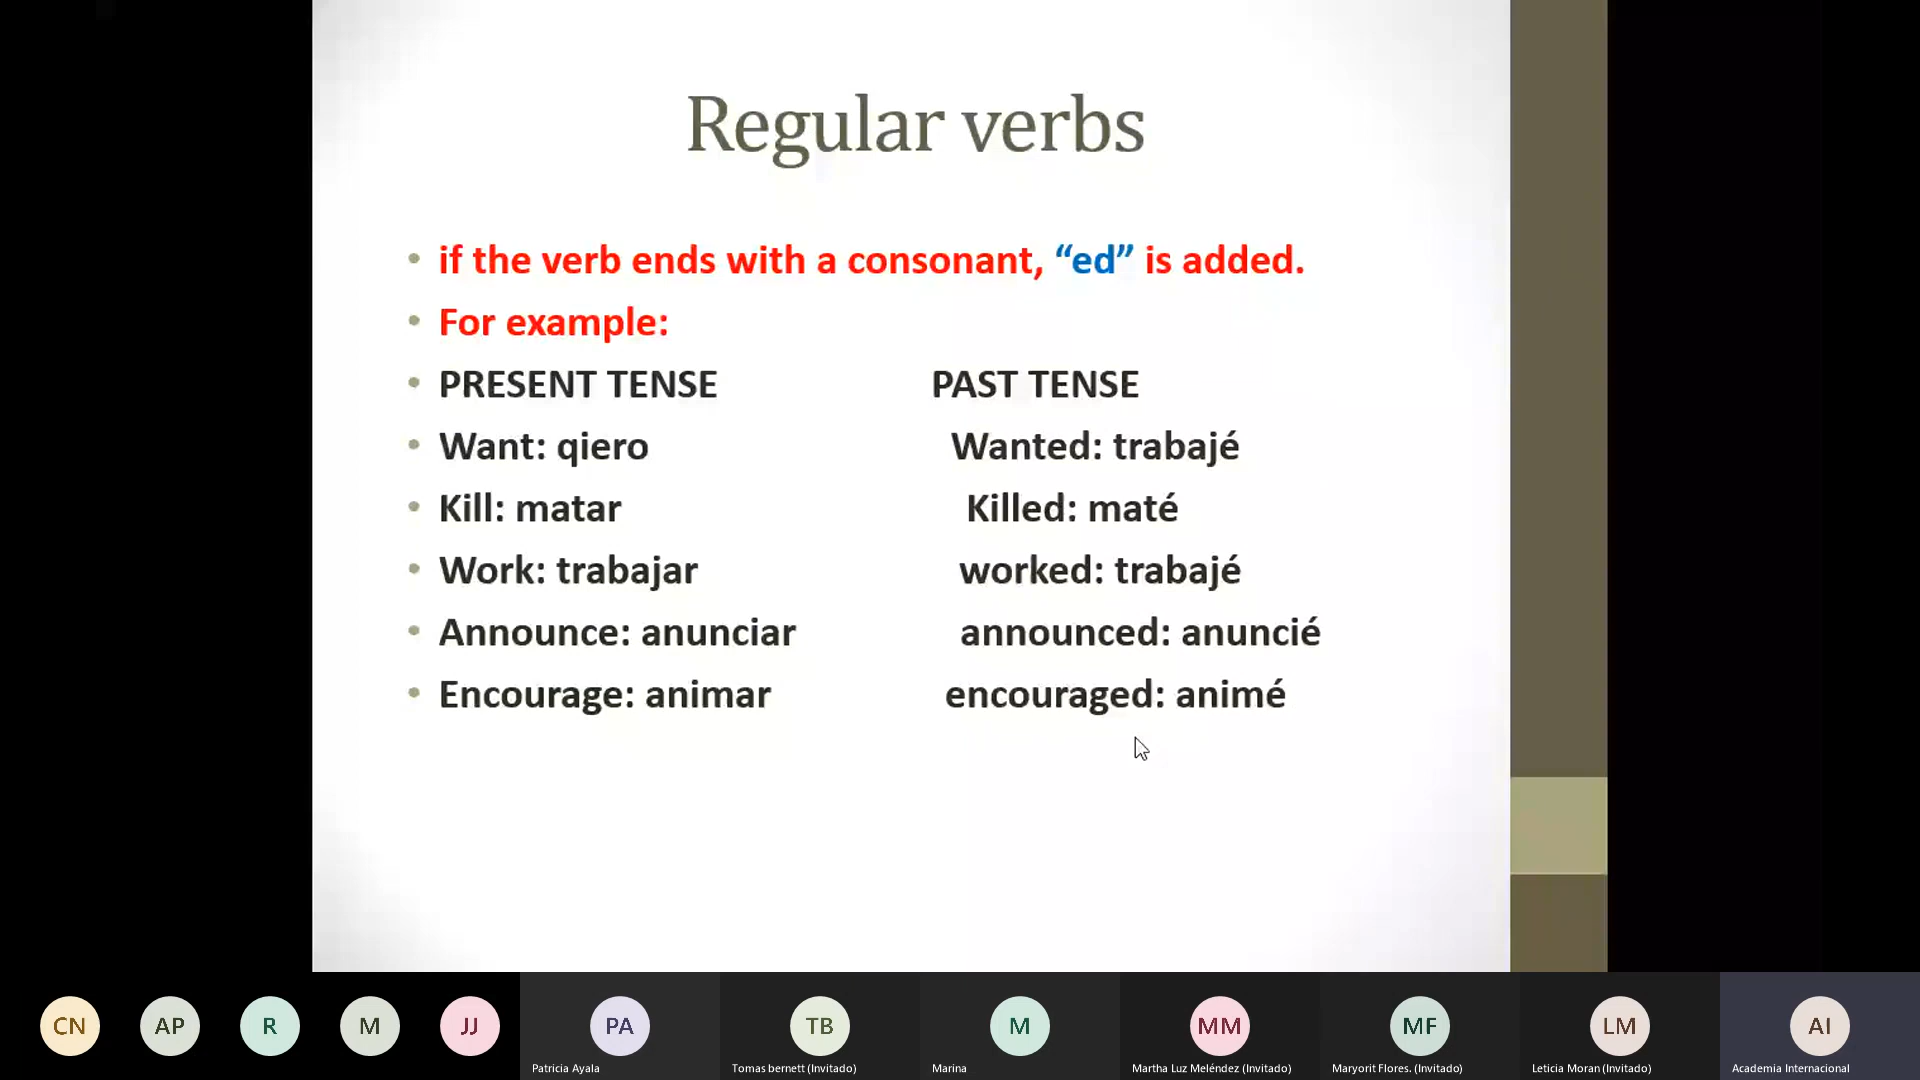 Regular verbs
• if the verb ends with a consonant, “ed” is added.
• For example:
• PRESENT TENSE PAST TENSE
• Want: qiero Wanted: trabajé
• Kill: matar Killed: maté
• Work: trabajar worked: trabajé
• Announce: anunciar announced: anuncié
• Encourage: animar encouraged: animé
CN AP R M JJ PA TB M MM MF LM AI
Patricia Ayala Tomas bernett (Invitado) Marina Martha Luz Meléndez (Invitado) Maryorit Flores. (Invitado) Leticia Moran (Invitado) Academia Internacional